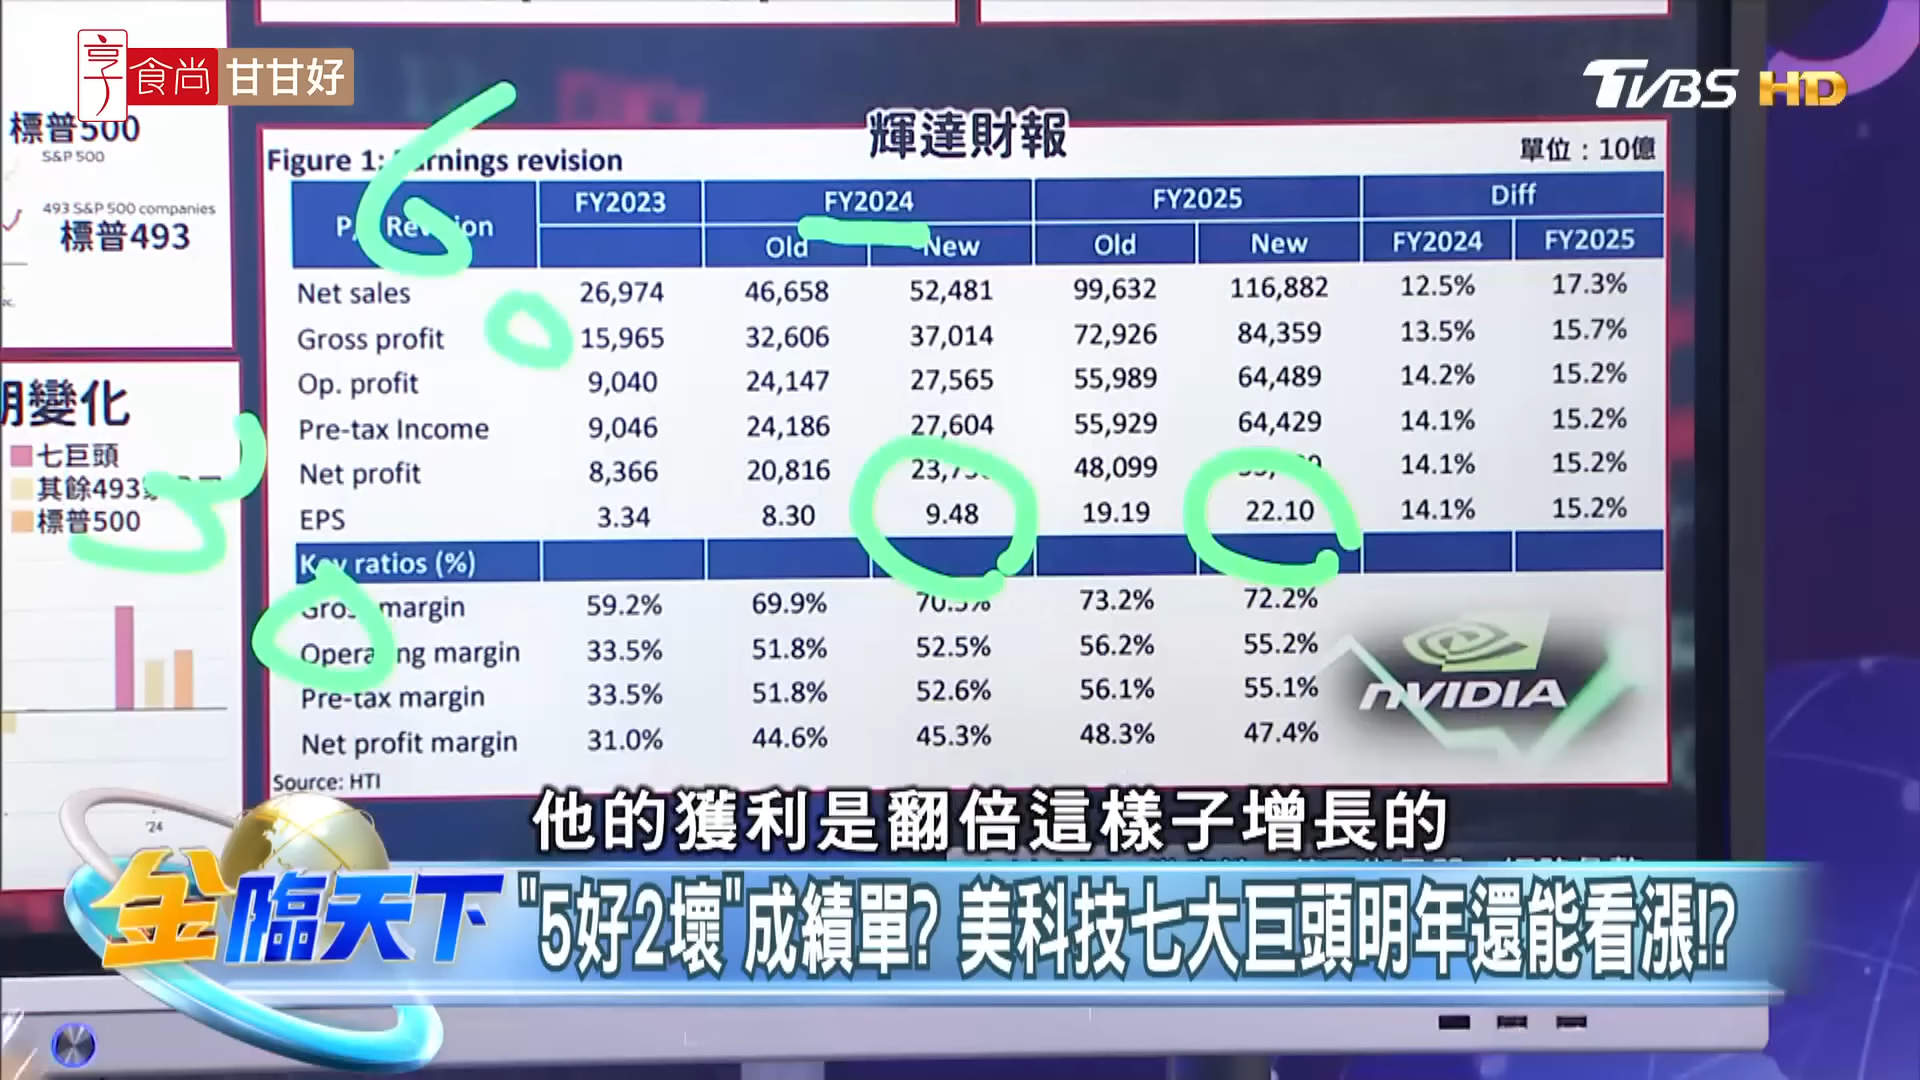 享 食尚 甘甘好
TVBS HD
標普500
S&P 500
493 S&P 500 companies
標普493
期變化
七巨頭
其餘493
標普500
'24
輝達財報
Figure 1: Earnings revision
單位：10億
Revision FY2023 FY2024 FY2025 Diff
Old New Old New FY2024 FY2025
Net sales 26,974 46,658 52,481 99,632 116,882 12.5% 17.3%
Gross profit 15,965 32,606 37,014 72,926 84,359 13.5% 15.7%
Op. profit 9,040 24,147 27,565 55,989 64,489 14.2% 15.2%
Pre-tax Income 9,046 24,186 27,604 55,929 64,429 14.1% 15.2%
Net profit 8,366 20,816 48,099 14.1% 15.2%
EPS 3.34 8.30 9.48 19.19 22.10 14.1% 15.2%
Key ratios (%)
Gross margin 59.2% 69.9% 73.2% 72.2%
Operating margin 33.5% 51.8% 52.5% 56.2% 55.2%
Pre-tax margin 33.5% 51.8% 52.6% 56.1% 55.1%
Net profit margin 31.0% 44.6% 45.3% 48.3% 47.4%
Source: HTI
NVIDIA
他的獲利是翻倍這樣子增長的
金臨天下
"5好2壞"成績單? 美科技七大巨頭明年還能看漲!?